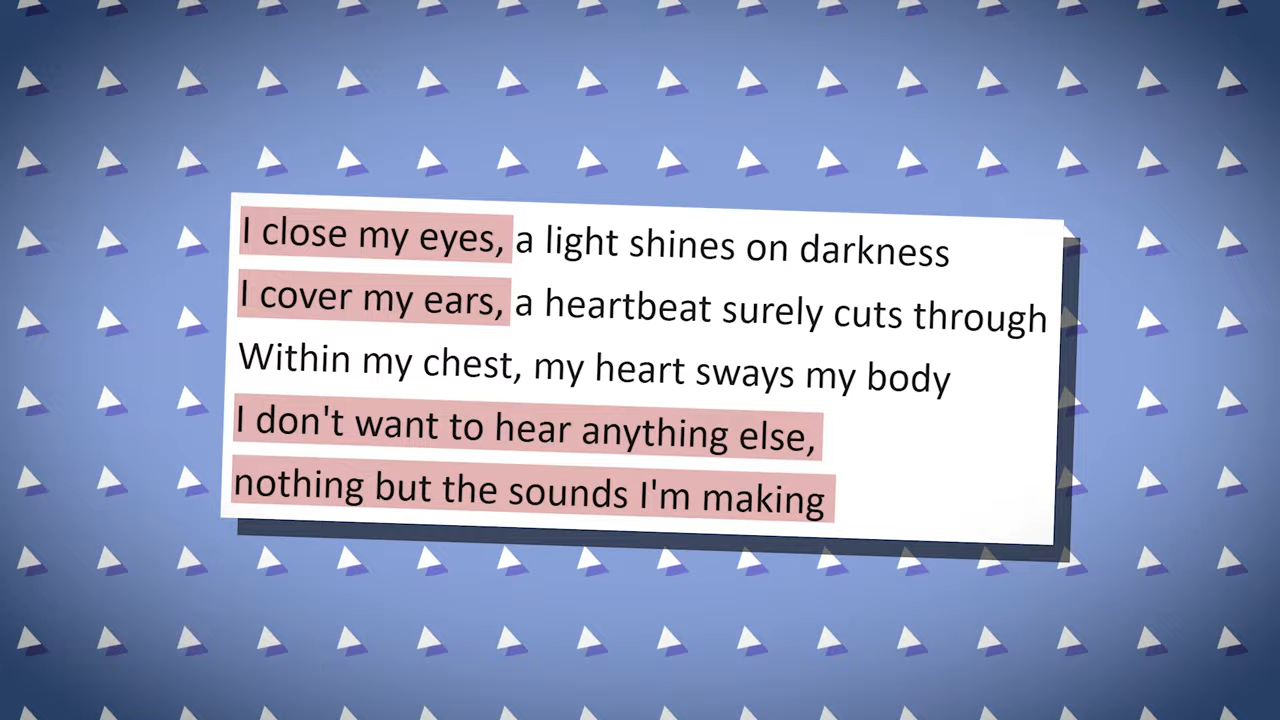 I close my eyes, a light shines on darkness
I cover my ears, a heartbeat surely cuts through
Within my chest, my heart sways my body
I don't want to hear anything else,
nothing but the sounds I'm making